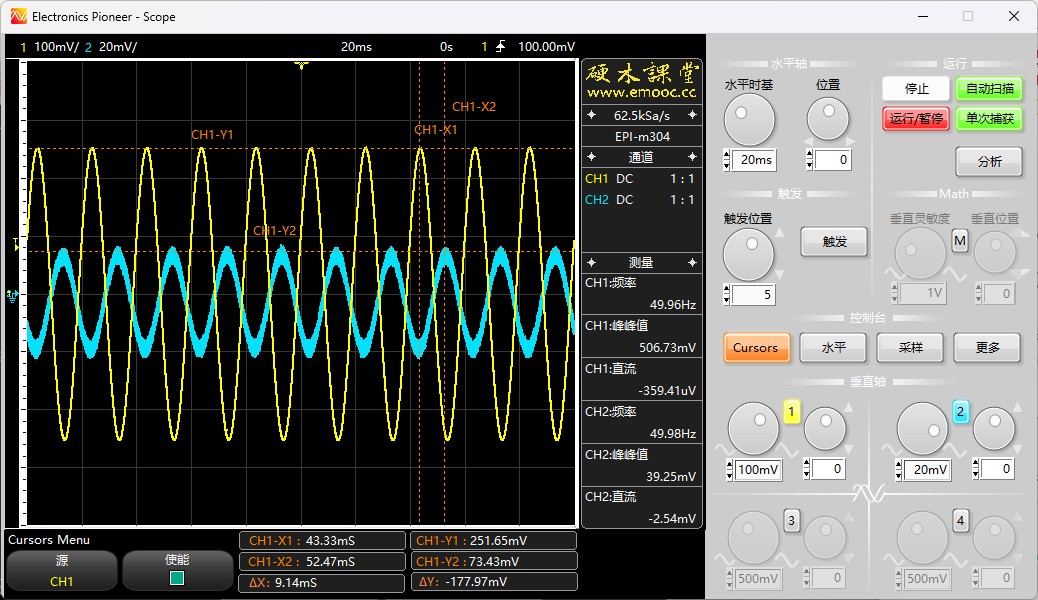 Electronics Pioneer - Scope
1 100mV/ 2 20mV/ 20ms 0s 1 100.00mV
CH1-X2
CH1-X1
CH1-Y1
CH1-Y2
T
硬木課堂
www.emooc.cc
62.5kSa/s
EPI-m304
通道
CH1 DC 1 : 1
CH2 DC 1 : 1
测量
CH1:频率
49.96Hz
CH1:峰峰值
506.73mV
CH1:直流
-359.41uV
CH2:频率
49.98Hz
CH2:峰峰值
39.25mV
CH2:直流
-2.54mV
Cursors Menu
源
CH1
使能
CH1-X1 : 43.33mS
CH1-X2 : 52.47mS
ΔX: 9.14mS
CH1-Y1 : 251.65mV
CH1-Y2 : 73.43mV
ΔY: -177.97mV
水平轴
水平时基 位置
20ms 0
运行
停止 自动扫描
运行/暂停 单次捕获
分析
触发
触发位置
触发
5
Math
垂直灵敏度 垂直位置
M
1V 0
控制台
Cursors 水平 采样 更多
垂直轴
1 2
100mV 0 20mV 0
3 4
500mV 0 500mV 0